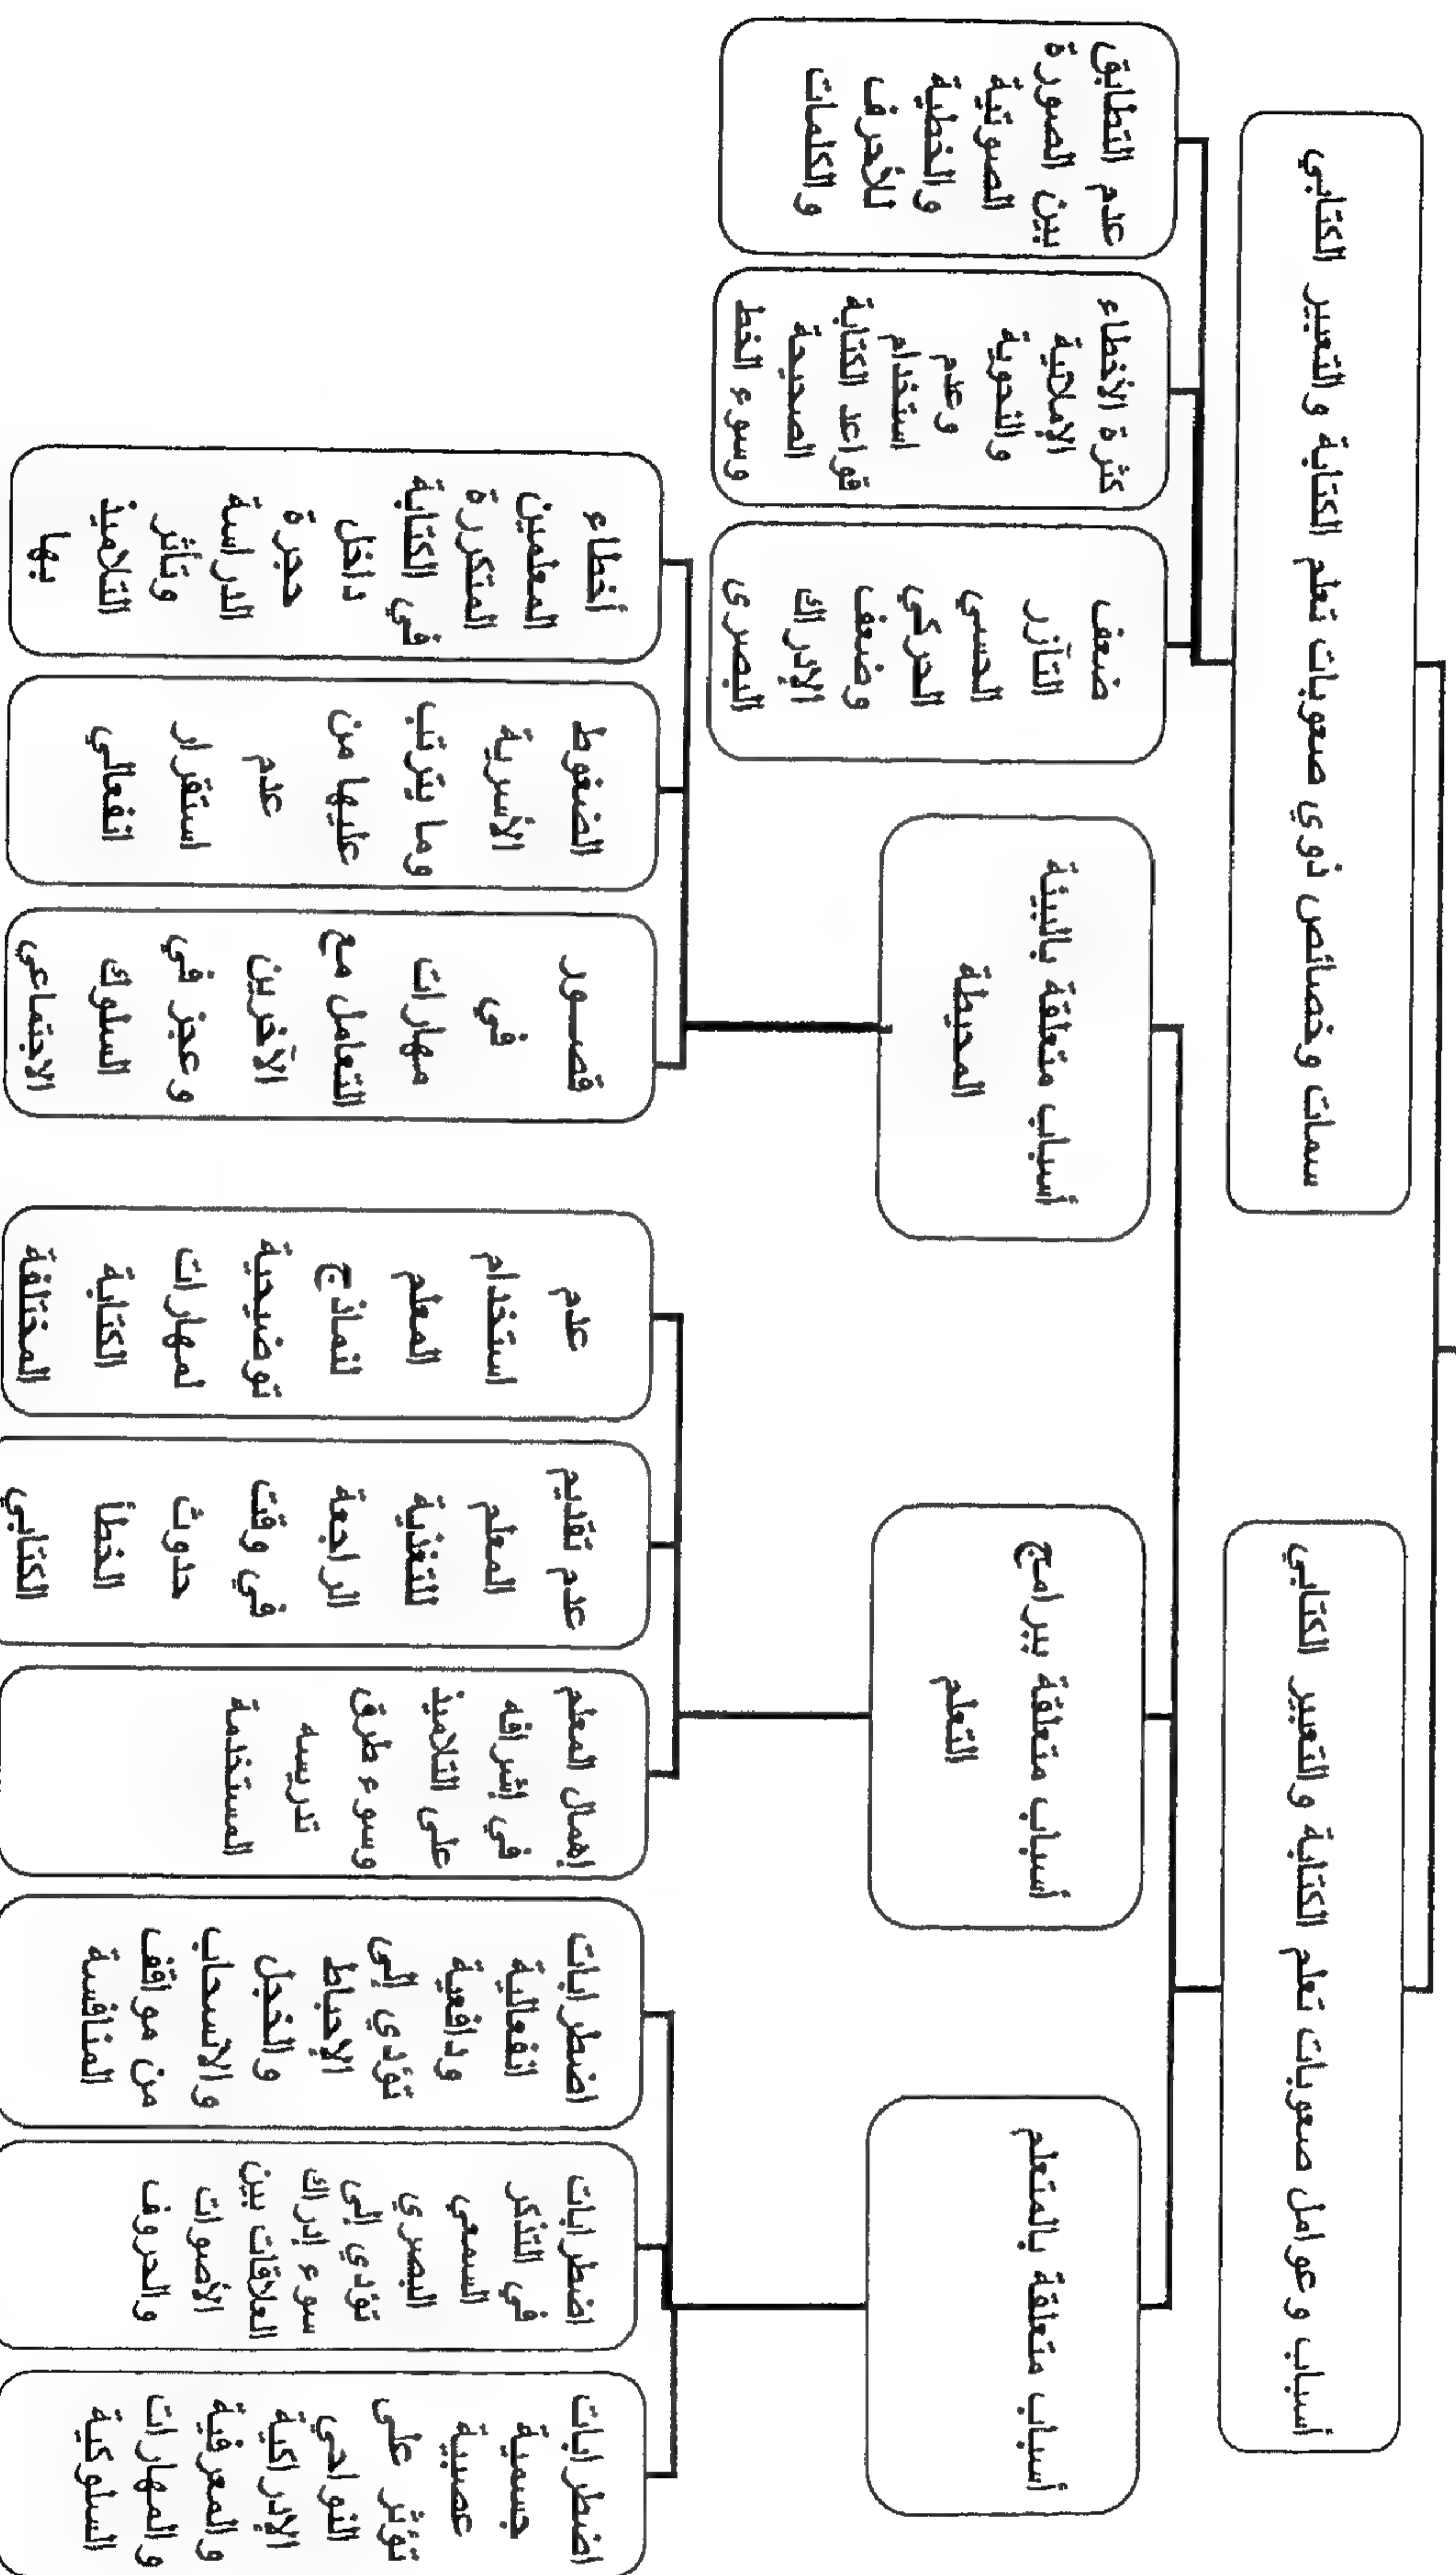 أسباب وعوامل صعوبات تعلم الكتابة والتعبير الكتابي
سمات وخصائص ذوي صعوبات تعلم الكتابة والتعبير الكتابي
أسباب متعلقة بالمتعلم
أسباب متعلقة ببرامج
التعلم
أسباب متعلقة بالبيئة
المحيطة
ضعف
التآزر
الحسي
الحركي
وضعف
الإدراك
البصرى
كثرة الأخطاء
الإملائية
والنحوية
وعدم
استخدام
قواعد الكتابة
الصحيحة
وسوء الخط
عدم التطابق
بين الصورة
الصوتية
والخطية
للأحرف
والكلمات
اضطرابات
جسمية
عصبية
تؤثر على
النواحي
الإدراكية
والمعرفية
والمهارات
السلوكية
اضطرابات
في التذكر
السمعي
البصري
تؤدي إلى
سوء إدراك
العلاقات بين
الأصوات
والحروف
اضطرابات
انفعالية
ودافعية
تؤدي إلى
الإحباط
والخجل
والانسحاب
من مواقف
المنافسة
إهمال المعلم
في إشرافه
على التلاميذ
وسوء طرق
تدريسه
المستخدمة
عدم تقديم
المعلم
للتغذية
الراجعة
في وقت
حدوث
الخطأ
الكتابي
عدم
استخدام
المعلم
لنماذج
توضيحية
لمهارات
الكتابة
المختلفة
قصور
في
مهارات
التعامل مع
الآخرين
وعجز في
السلوك
الاجتماعي
الضغوط
الأسرية
وما يترتب
عليها من
عدم
استقرار
انفعالي
أخطاء
المعلمين
المتكررة
في الكتابة
داخل
حجرة
الدراسة
وتأثر
التلاميذ
بها